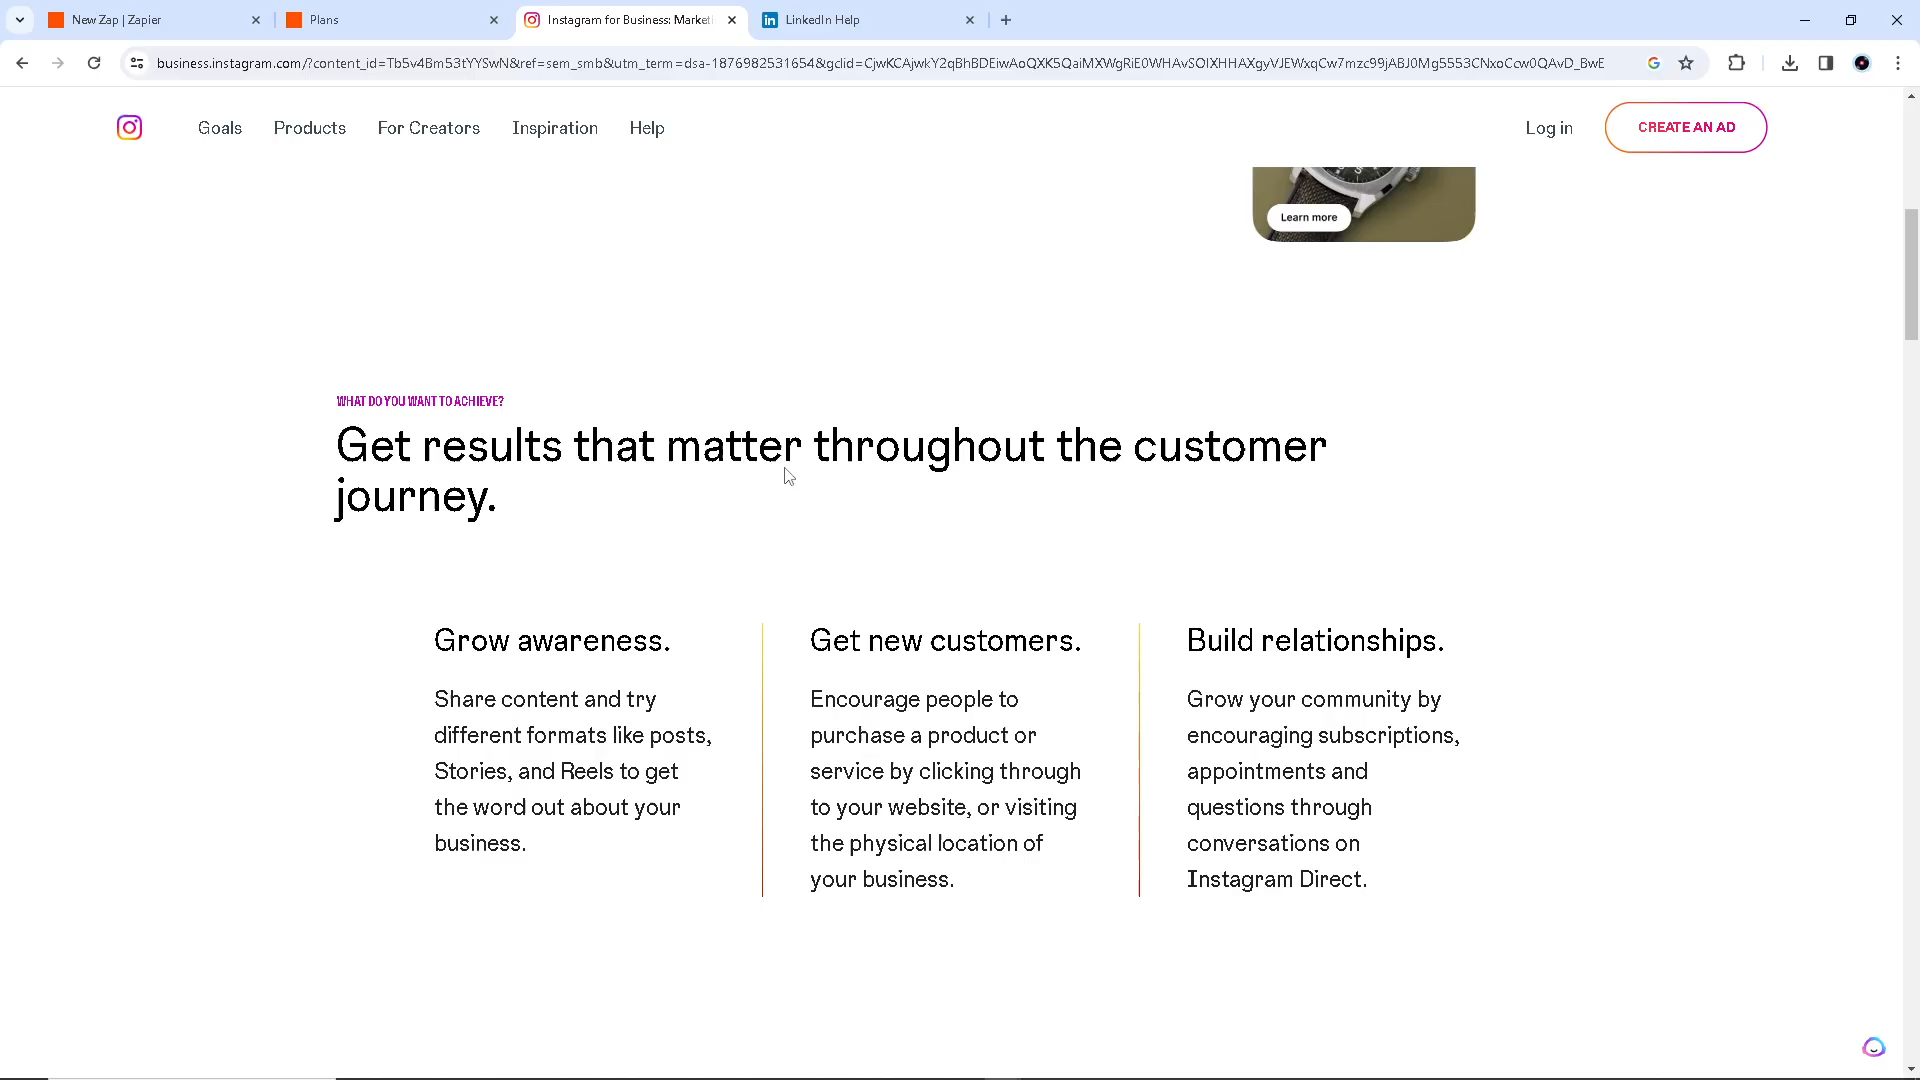 New Zap | Zapier
Plans
Instagram for Business: Marketi
LinkedIn Help
business.instagram.com/?content_id=Tb5v4Bm53tYYSwN&ref=sem_smb&utm_term=dsa-1876982531654&gclid=CjwKCAjwkY2qBhBDEiwAoQXK5QaiMXWgRiE0WHAvSOlXHHAXgyVJEWxqCw7mzc99jABJ0Mg5553CNxoCcw0QAvD_BwE
Goals Products For Creators Inspiration Help
Log in
CREATE AN AD
Learn more
WHAT DO YOU WANT TO ACHIEVE?
Get results that matter throughout the customer
journey.
Grow awareness.
Share content and try
different formats like posts,
Stories, and Reels to get
the word out about your
business.
Get new customers.
Encourage people to
purchase a product or
service by clicking through
to your website, or visiting
the physical location of
your business.
Build relationships.
Grow your community by
encouraging subscriptions,
appointments and
questions through
conversations on
Instagram Direct.